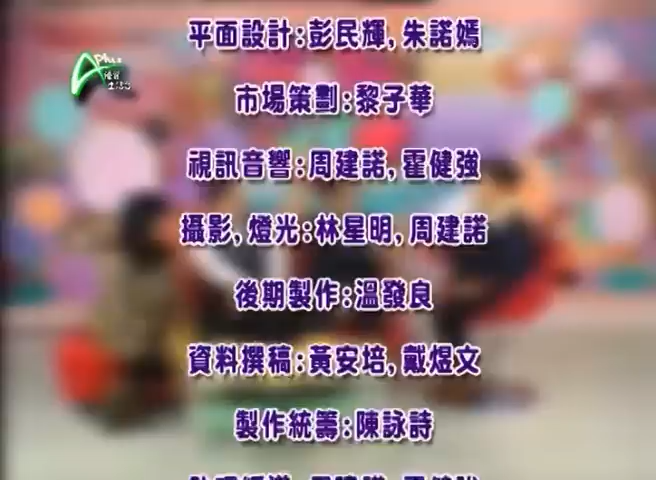 平面設計:彭民輝, 朱諾嫣
Aplus
市場策劃:黎子華
視訊音響:周建諾, 霍健強
攝影, 燈光:林星明, 周建諾
後期製作:溫發良
資料撰稿:黃安培, 戴煜文
製作統籌:陳詠詩